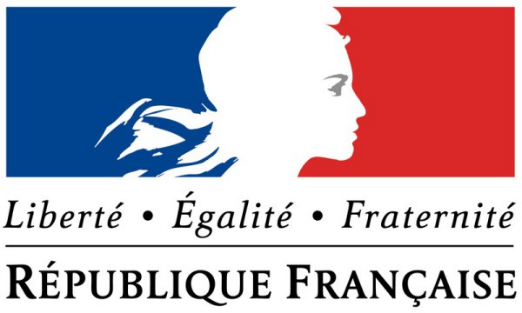 Liberté • Égalité • Fraternité
RÉPUBLIQUE FRANÇAISE